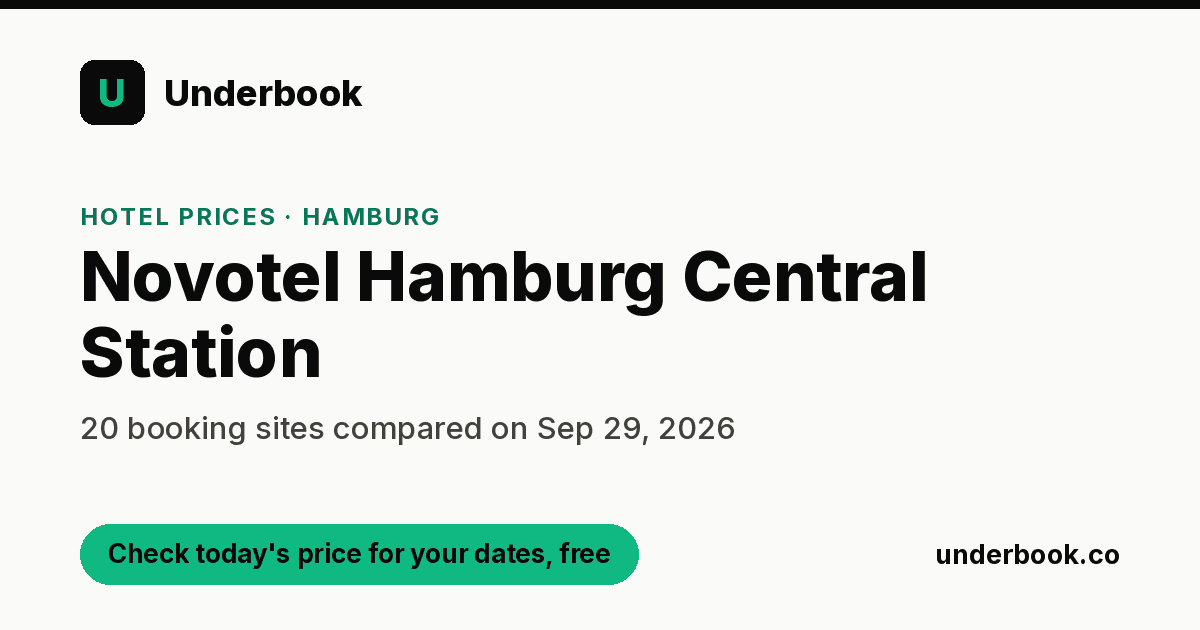 U
Underbook
HOTEL PRICES · HAMBURG
Novotel Hamburg Central
Station
20 booking sites compared on Sep 29, 2026
Check today's price for your dates, free
underbook.co